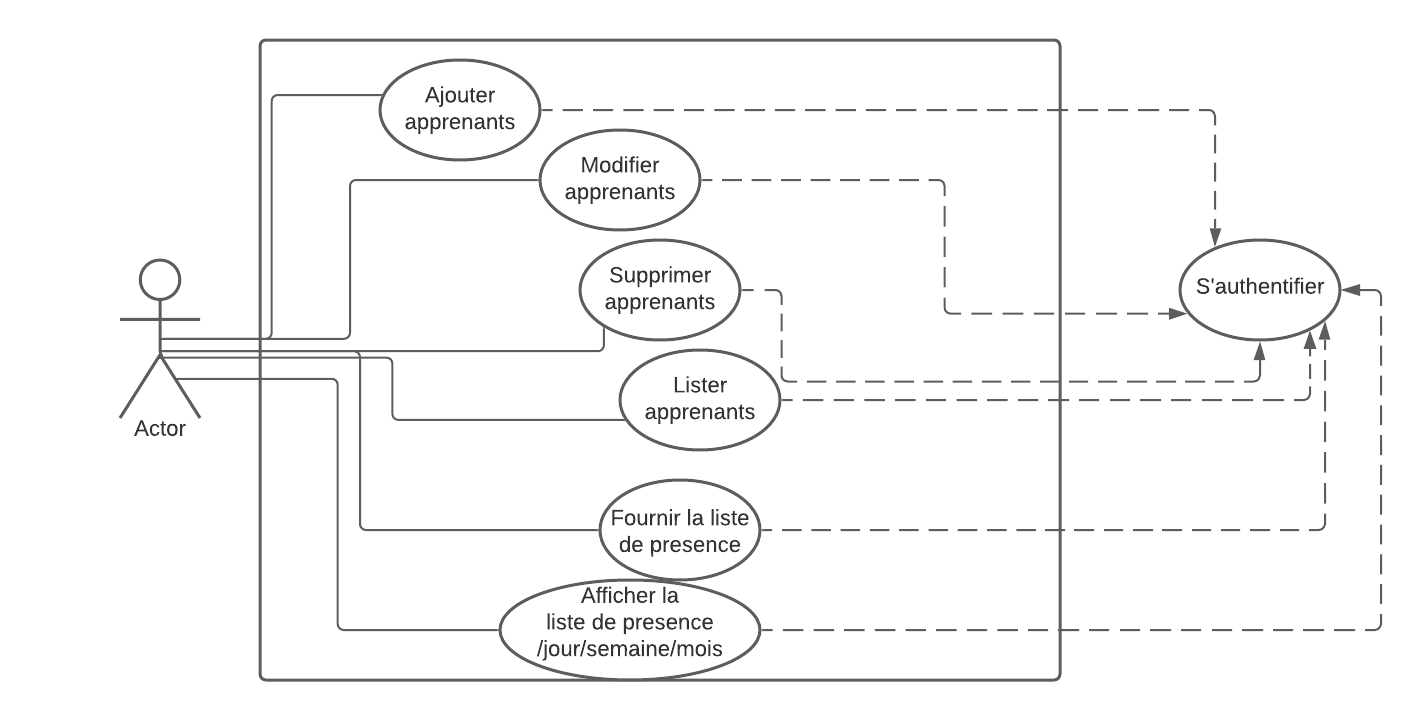 Ajouter
apprenants
Modifier
apprenants
Supprimer
apprenants
S'authentifier
Lister
apprenants
Actor
Fournir la liste
de presence
Afficher la
liste de presence
/jour/semaine/mois